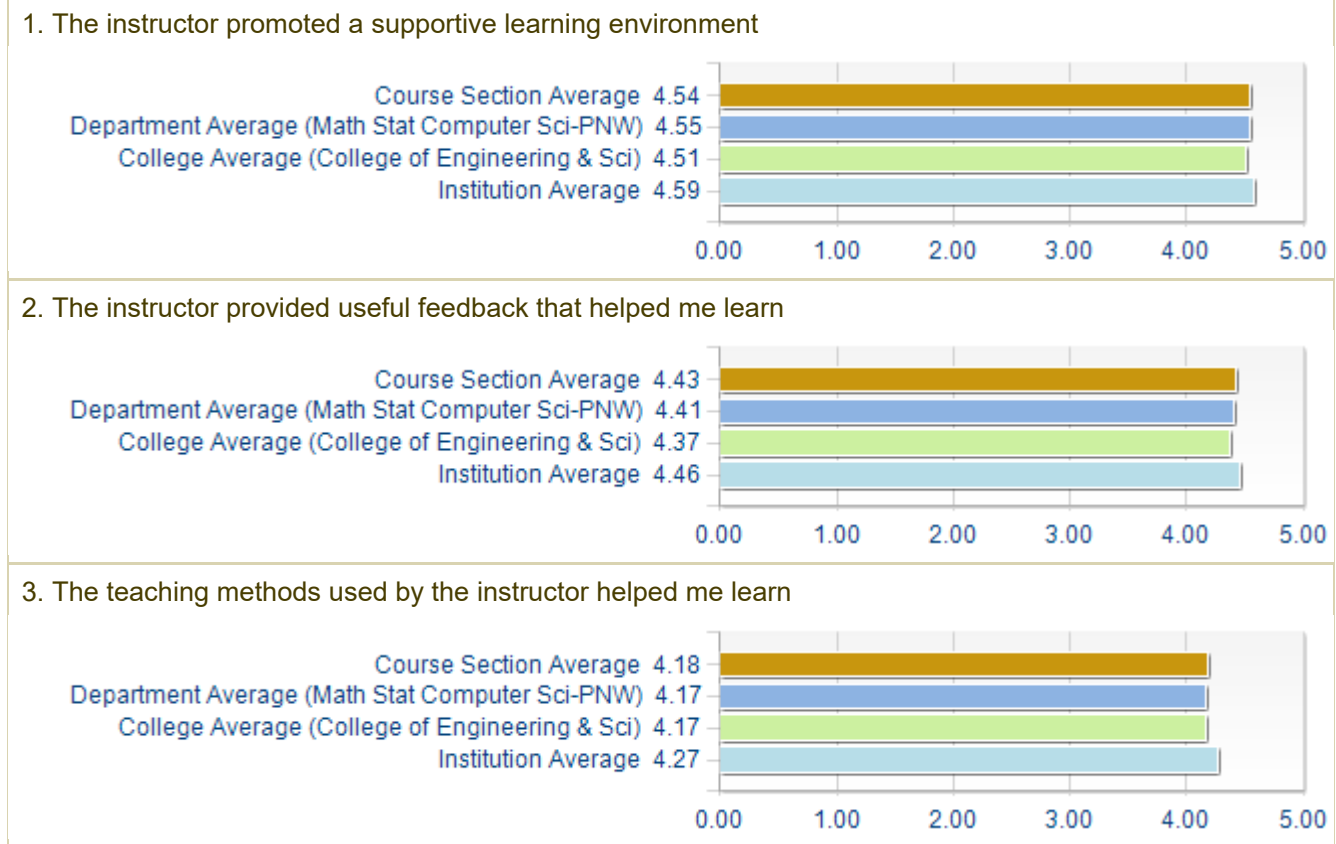 1. The instructor promoted a supportive learning environment
Course Section Average 4.54
Department Average (Math Stat Computer Sci-PNW) 4.55
College Average (College of Engineering & Sci) 4.51
Institution Average 4.59
0.00 1.00 2.00 3.00 4.00 5.00
2. The instructor provided useful feedback that helped me learn
Course Section Average 4.43
Department Average (Math Stat Computer Sci-PNW) 4.41
College Average (College of Engineering & Sci) 4.37
Institution Average 4.46
0.00 1.00 2.00 3.00 4.00 5.00
3. The teaching methods used by the instructor helped me learn
Course Section Average 4.18
Department Average (Math Stat Computer Sci-PNW) 4.17
College Average (College of Engineering & Sci) 4.17
Institution Average 4.27
0.00 1.00 2.00 3.00 4.00 5.00